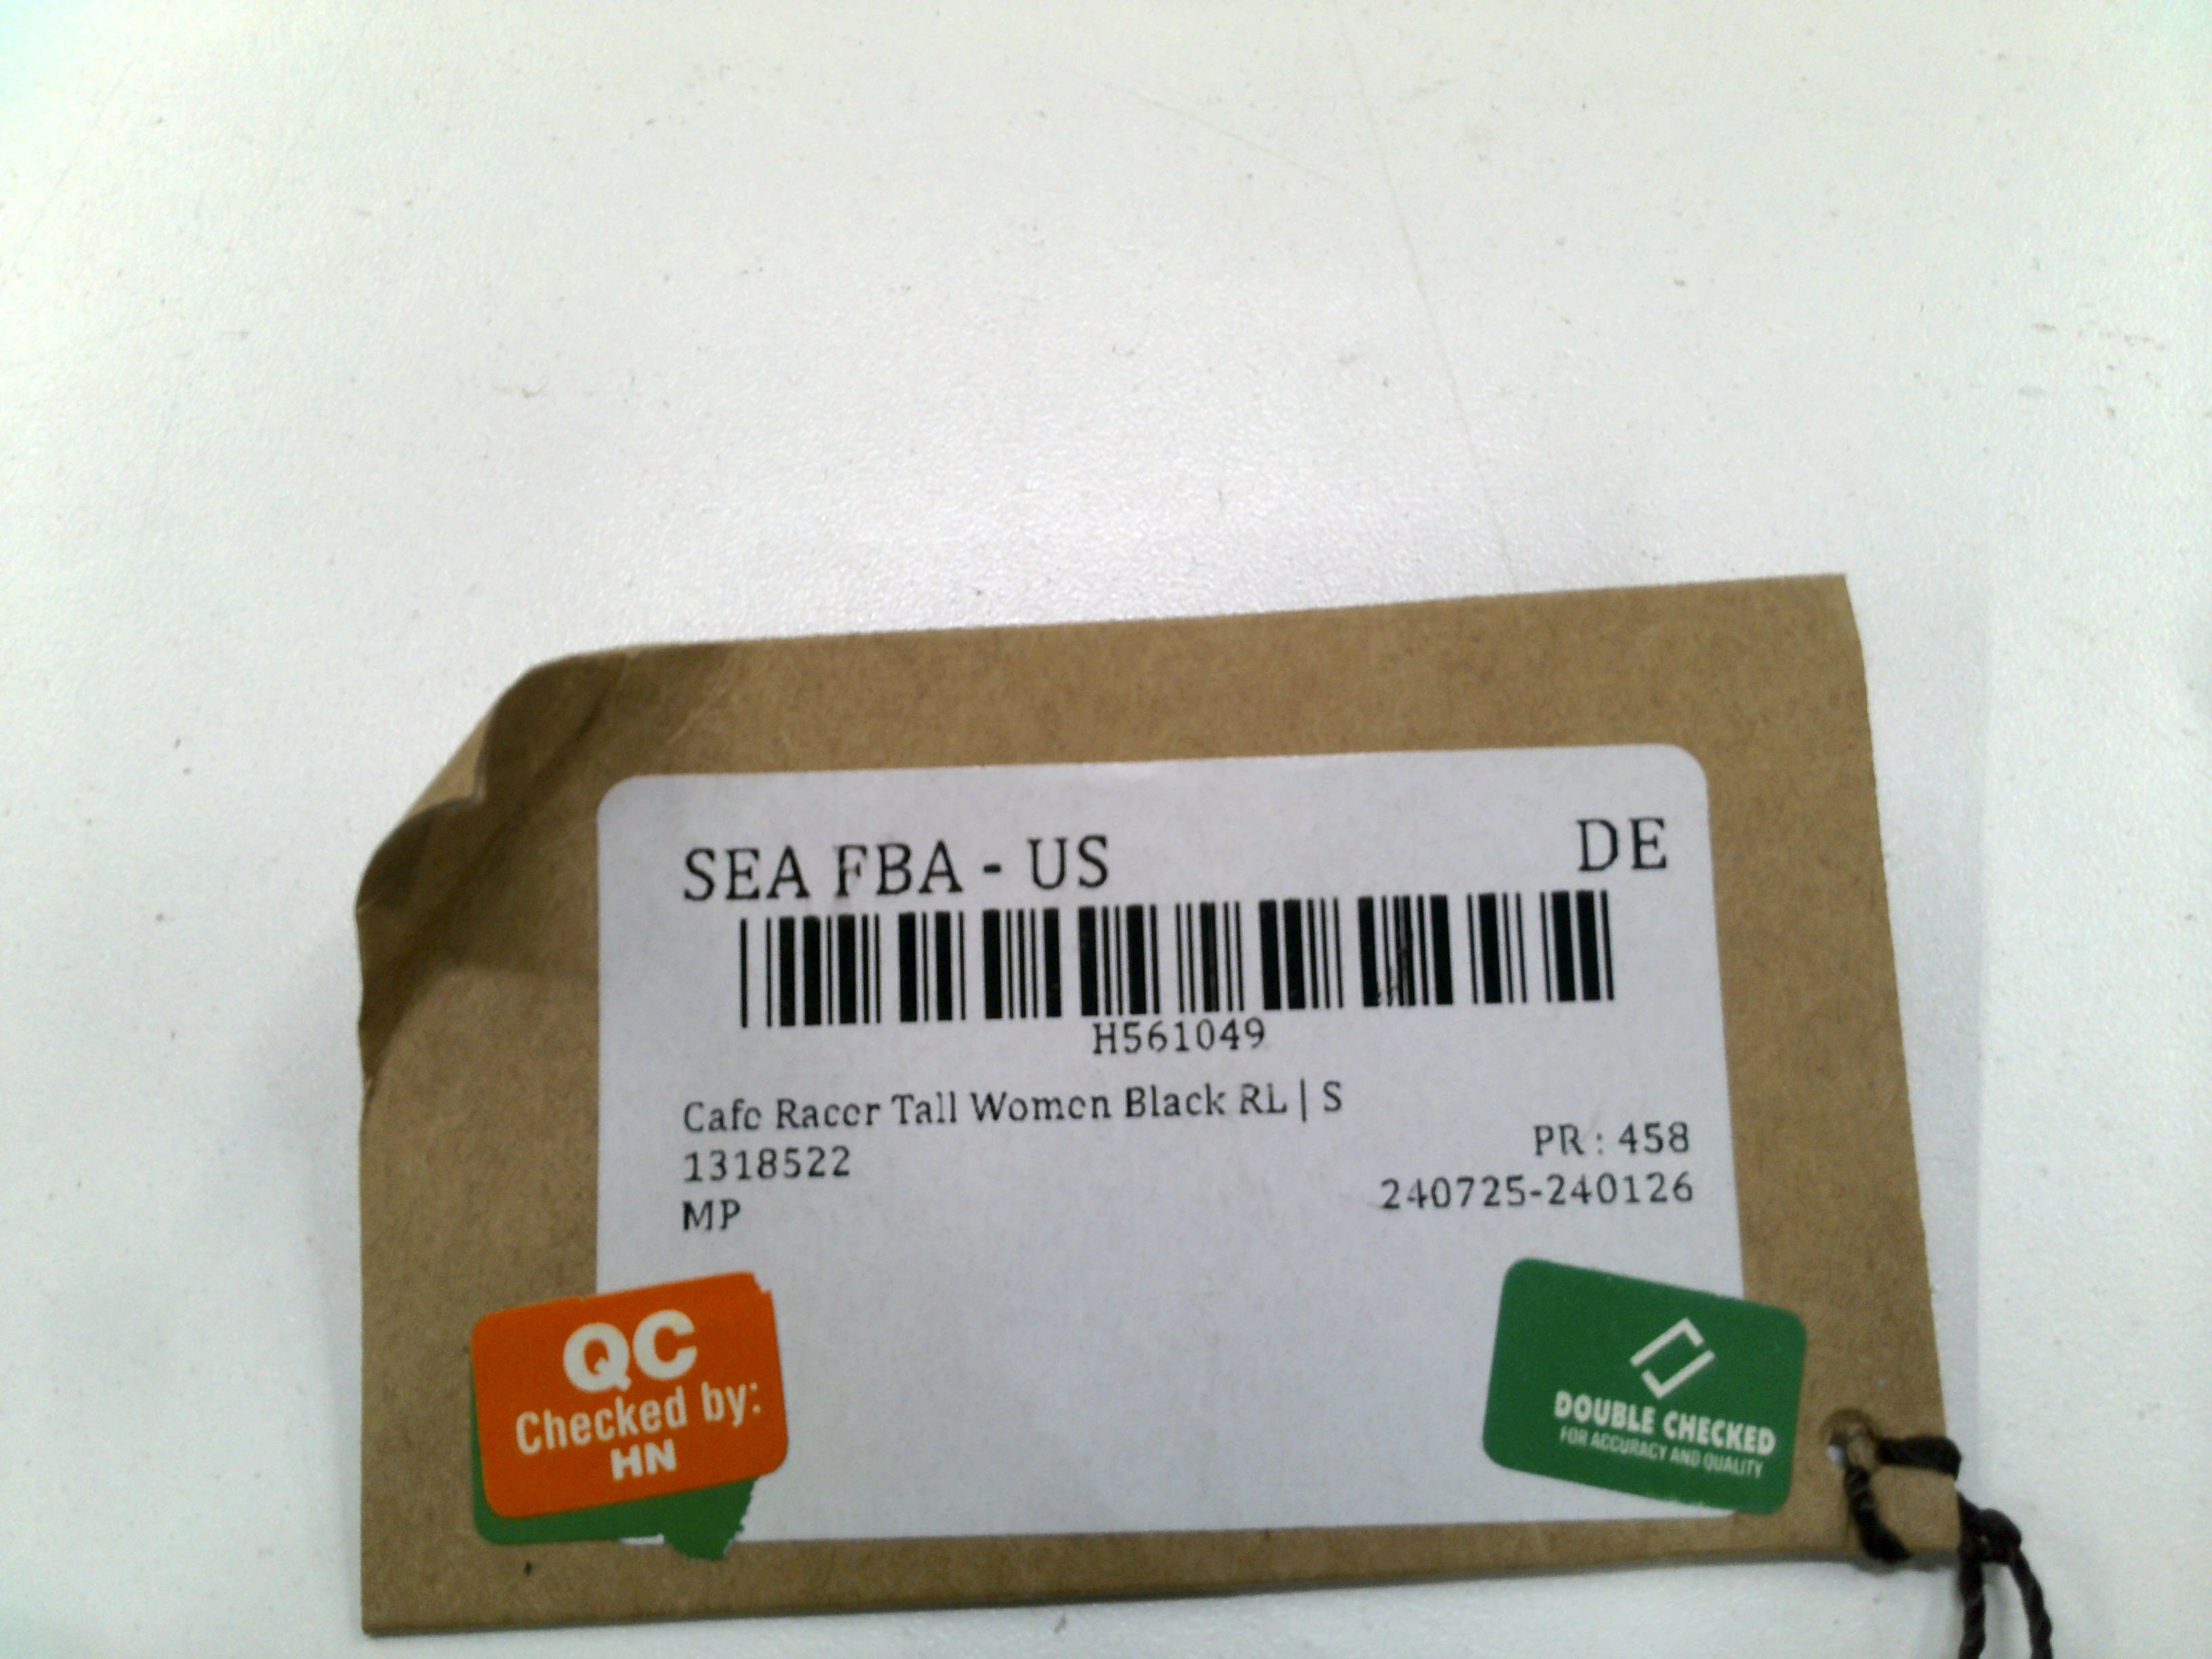 SEA FBA - US DE
H561049
Cafe Racer Tall Women Black RL | S
1318522
PR : 458
MP
240725-240126
QC
Checked by:
HN
DOUBLE CHECKED
FOR ACCURACY AND QUALITY